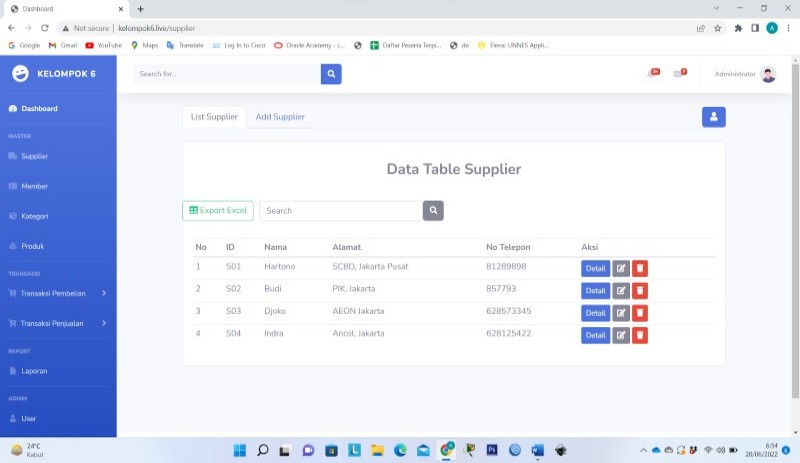 Dashboard
Not secure | kelompok6.live/supplier
Google Gmail YouTube Maps Translate Log In to Cisco Oracle Academy - L... Daftar Peserta Terpi... de Elena: UNNES Appli...
KELOMPOK 6
Search for...
3+
7
Administrator
Dashboard
List Supplier Add Supplier
MASTER
Supplier
Data Table Supplier
Member
Kategori
Export Excel Search
Produk
No ID Nama Alamat No Telepon Aksi
1 S01 Hartono SCBD, Jakarta Pusat 81289898 Detail
TRANSAKSI
2 S02 Budi PIK, Jakarta 857793 Detail
Transaksi Pembelian
3 S03 Djoko AEON Jakarta 628573345 Detail
Transaksi Penjualan
4 S04 Indra Ancol, Jakarta 628125422 Detail
REPORT
Laporan
ADMIN
User
24°C
Kabut
6:54
20/06/2022